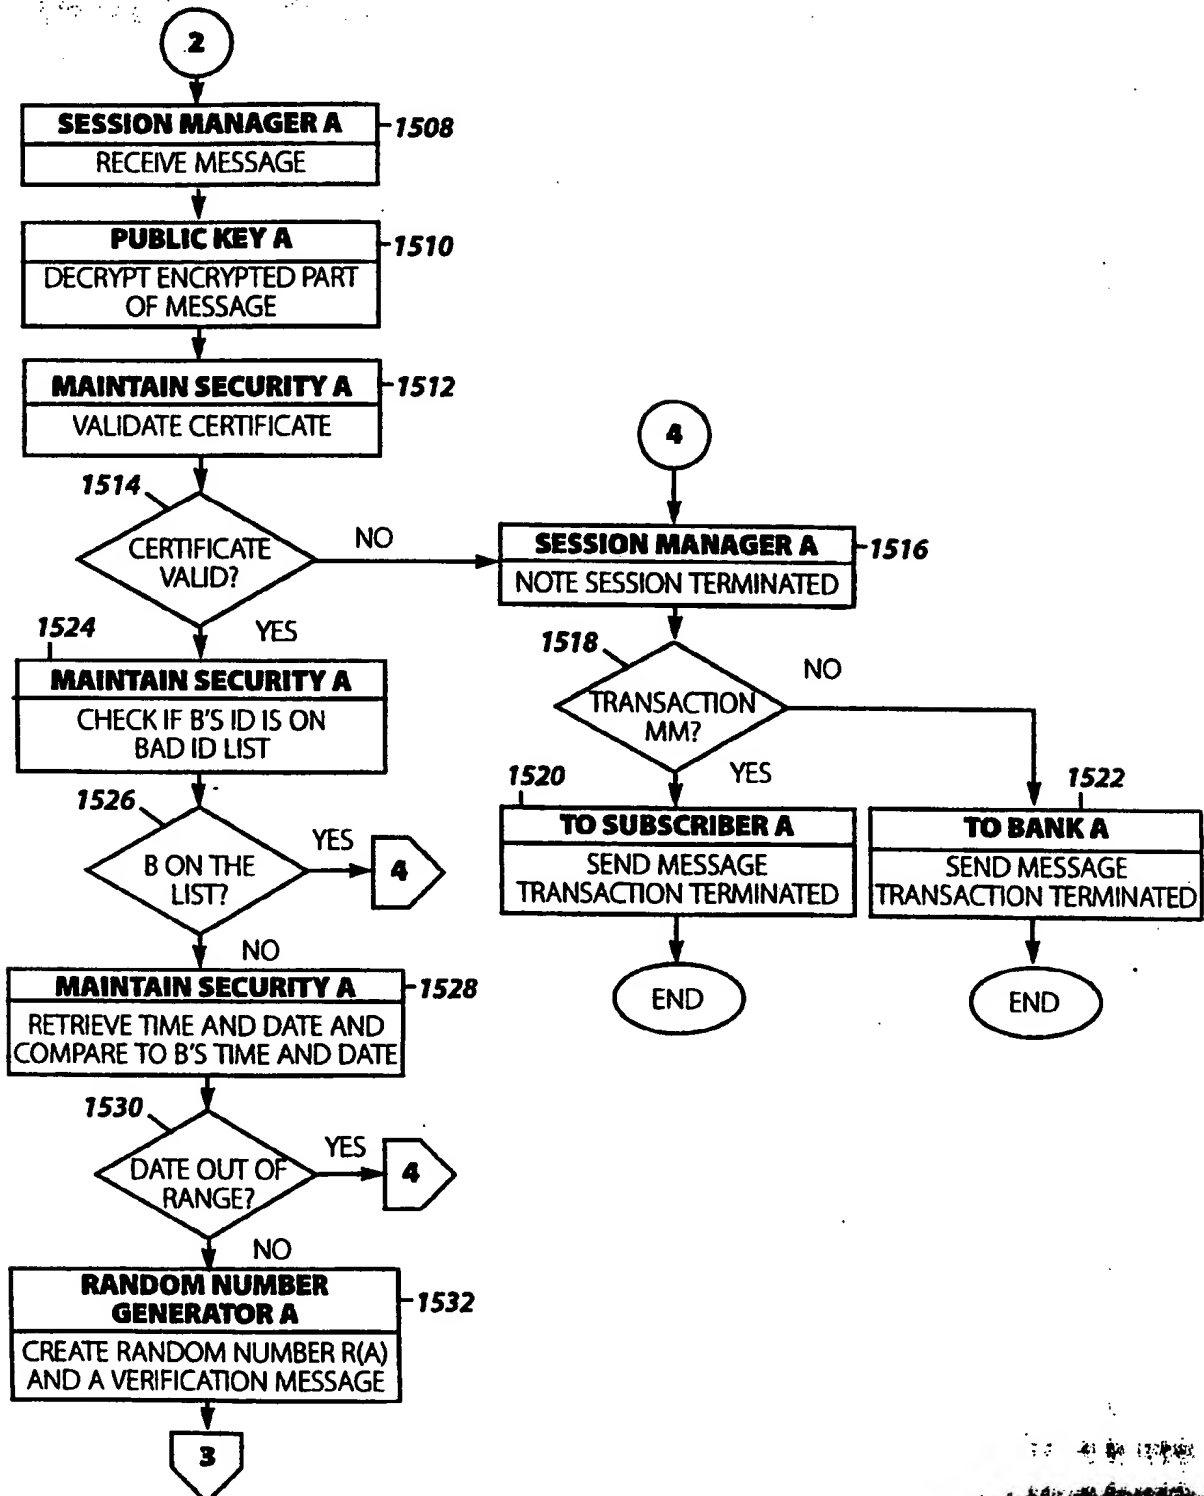 2
SESSION MANAGER A
1508
RECEIVE MESSAGE
PUBLIC KEY A
1510
DECRYPT ENCRYPTED PART
OF MESSAGE
MAINTAIN SECURITY A
1512
VALIDATE CERTIFICATE
1514
CERTIFICATE
VALID?
NO
YES
4
SESSION MANAGER A
1516
NOTE SESSION TERMINATED
1518
TRANSACTION
MM?
NO
YES
1520
TO SUBSCRIBER A
SEND MESSAGE
TRANSACTION TERMINATED
END
1522
TO BANK A
SEND MESSAGE
TRANSACTION TERMINATED
END
1524
MAINTAIN SECURITY A
CHECK IF B'S ID IS ON
BAD ID LIST
1526
B ON THE
LIST?
YES
4
NO
MAINTAIN SECURITY A
1528
RETRIEVE TIME AND DATE AND
COMPARE TO B'S TIME AND DATE
1530
DATE OUT OF
RANGE?
YES
4
NO
RANDOM NUMBER
GENERATOR A
1532
CREATE RANDOM NUMBER R(A)
AND A VERIFICATION MESSAGE
3